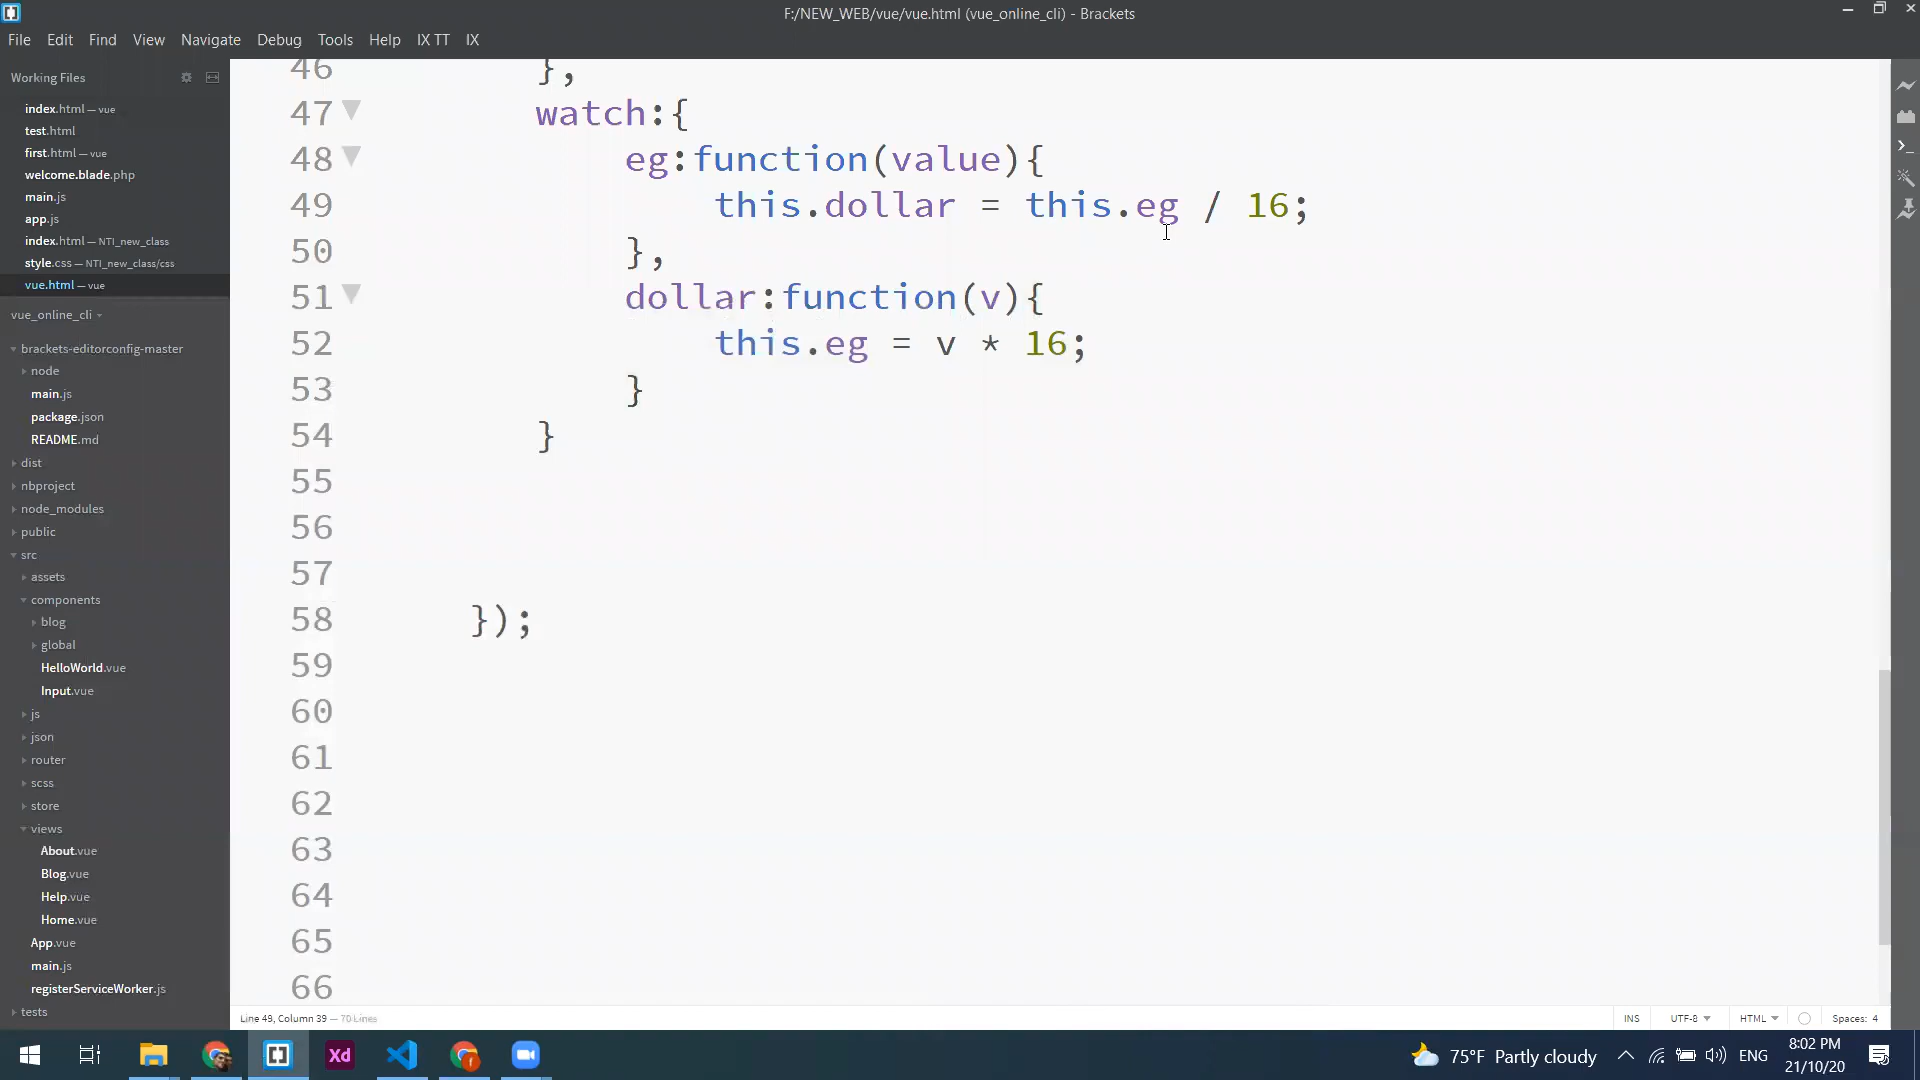 F:/NEW_WEB/vue/vue.html (vue_online_cli) - Brackets
File Edit Find View Navigate Debug Tools Help IX TT IX
Working Files
index.html — vue
test.html
first.html — vue
welcome.blade.php
main.js
app.js
index.html — NTI_new_class
style.css — NTI_new_class/css
vue.html — vue
vue_online_cli
brackets-editorconfig-master
node
main.js
package.json
README.md
dist
nbproject
node_modules
public
src
assets
components
blog
global
HelloWorld.vue
Input.vue
js
json
router
scss
store
views
About.vue
Blog.vue
Help.vue
Home.vue
App.vue
main.js
registerServiceWorker.js
tests
46 },
47 watch:{
48 eg:function(value){
49 this.dollar = this.eg / 16;
50 },
51 dollar:function(v){
52 this.eg = v * 16;
53 }
54 }
55
56
57
58 });
59
60
61
62
63
64
65
66
Line 49, Column 39 — 70 Lines
INS UTF-8 HTML Spaces: 4
Xd
75°F Partly cloudy ENG 8:02 PM
21/10/20